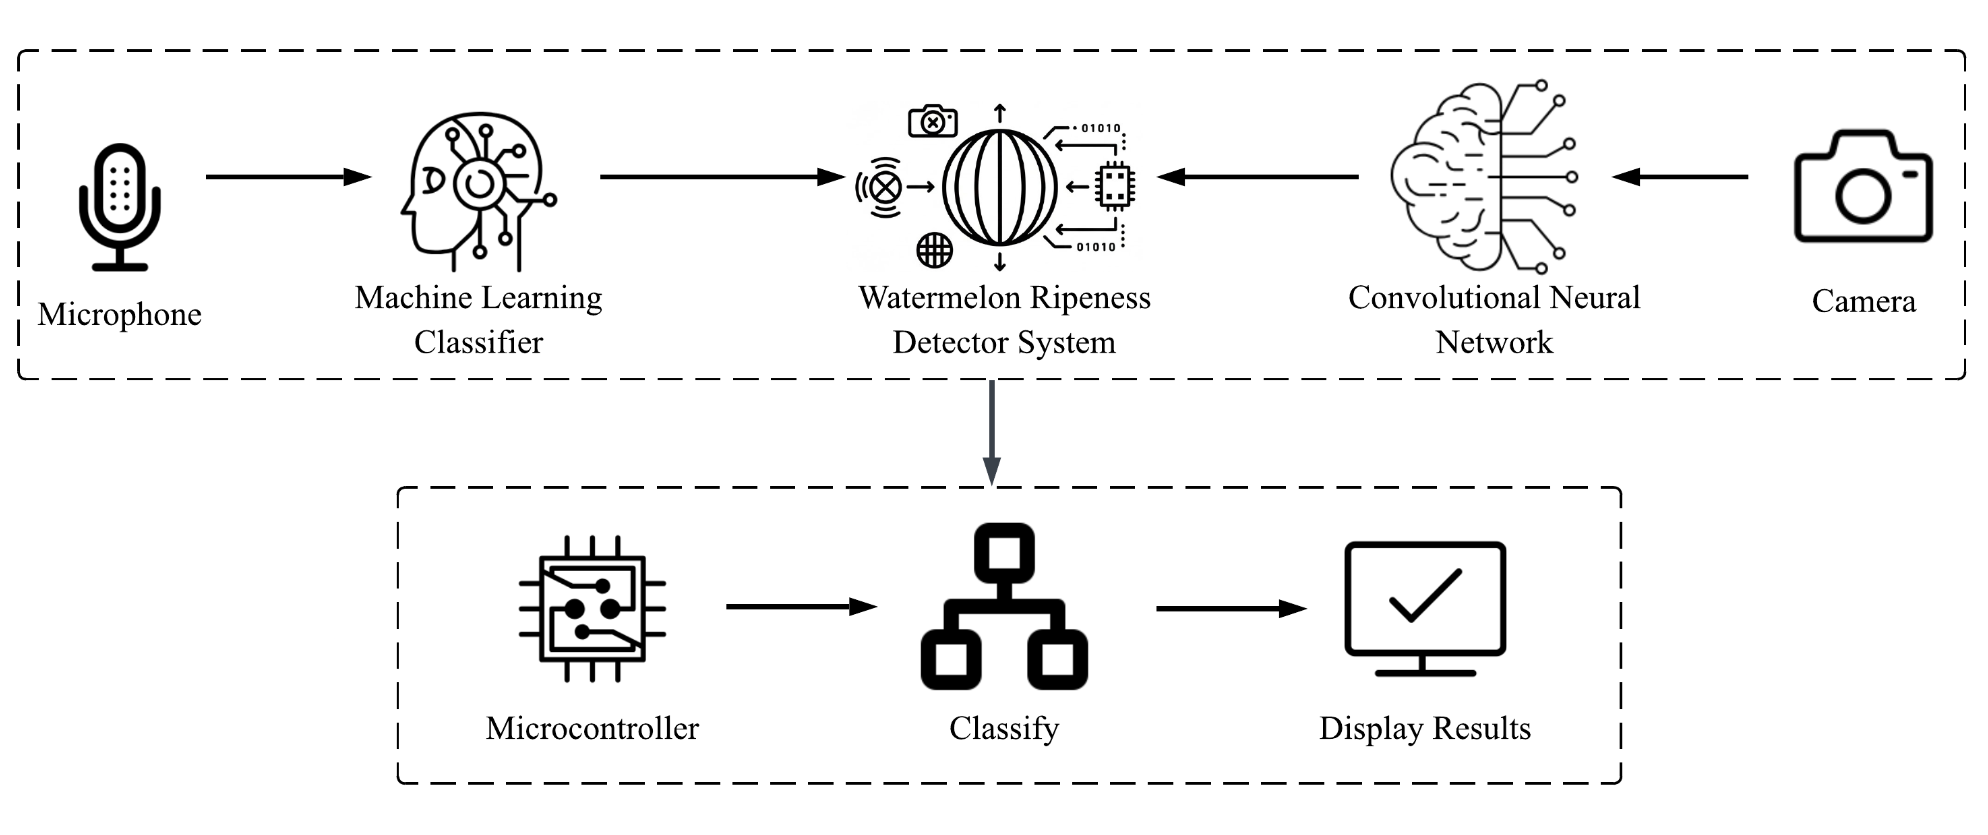 Microphone
Machine Learning
Classifier
01010
01010
Watermelon Ripeness
Detector System
Convolutional Neural
Network
Camera
Microcontroller
Classify
Display Results